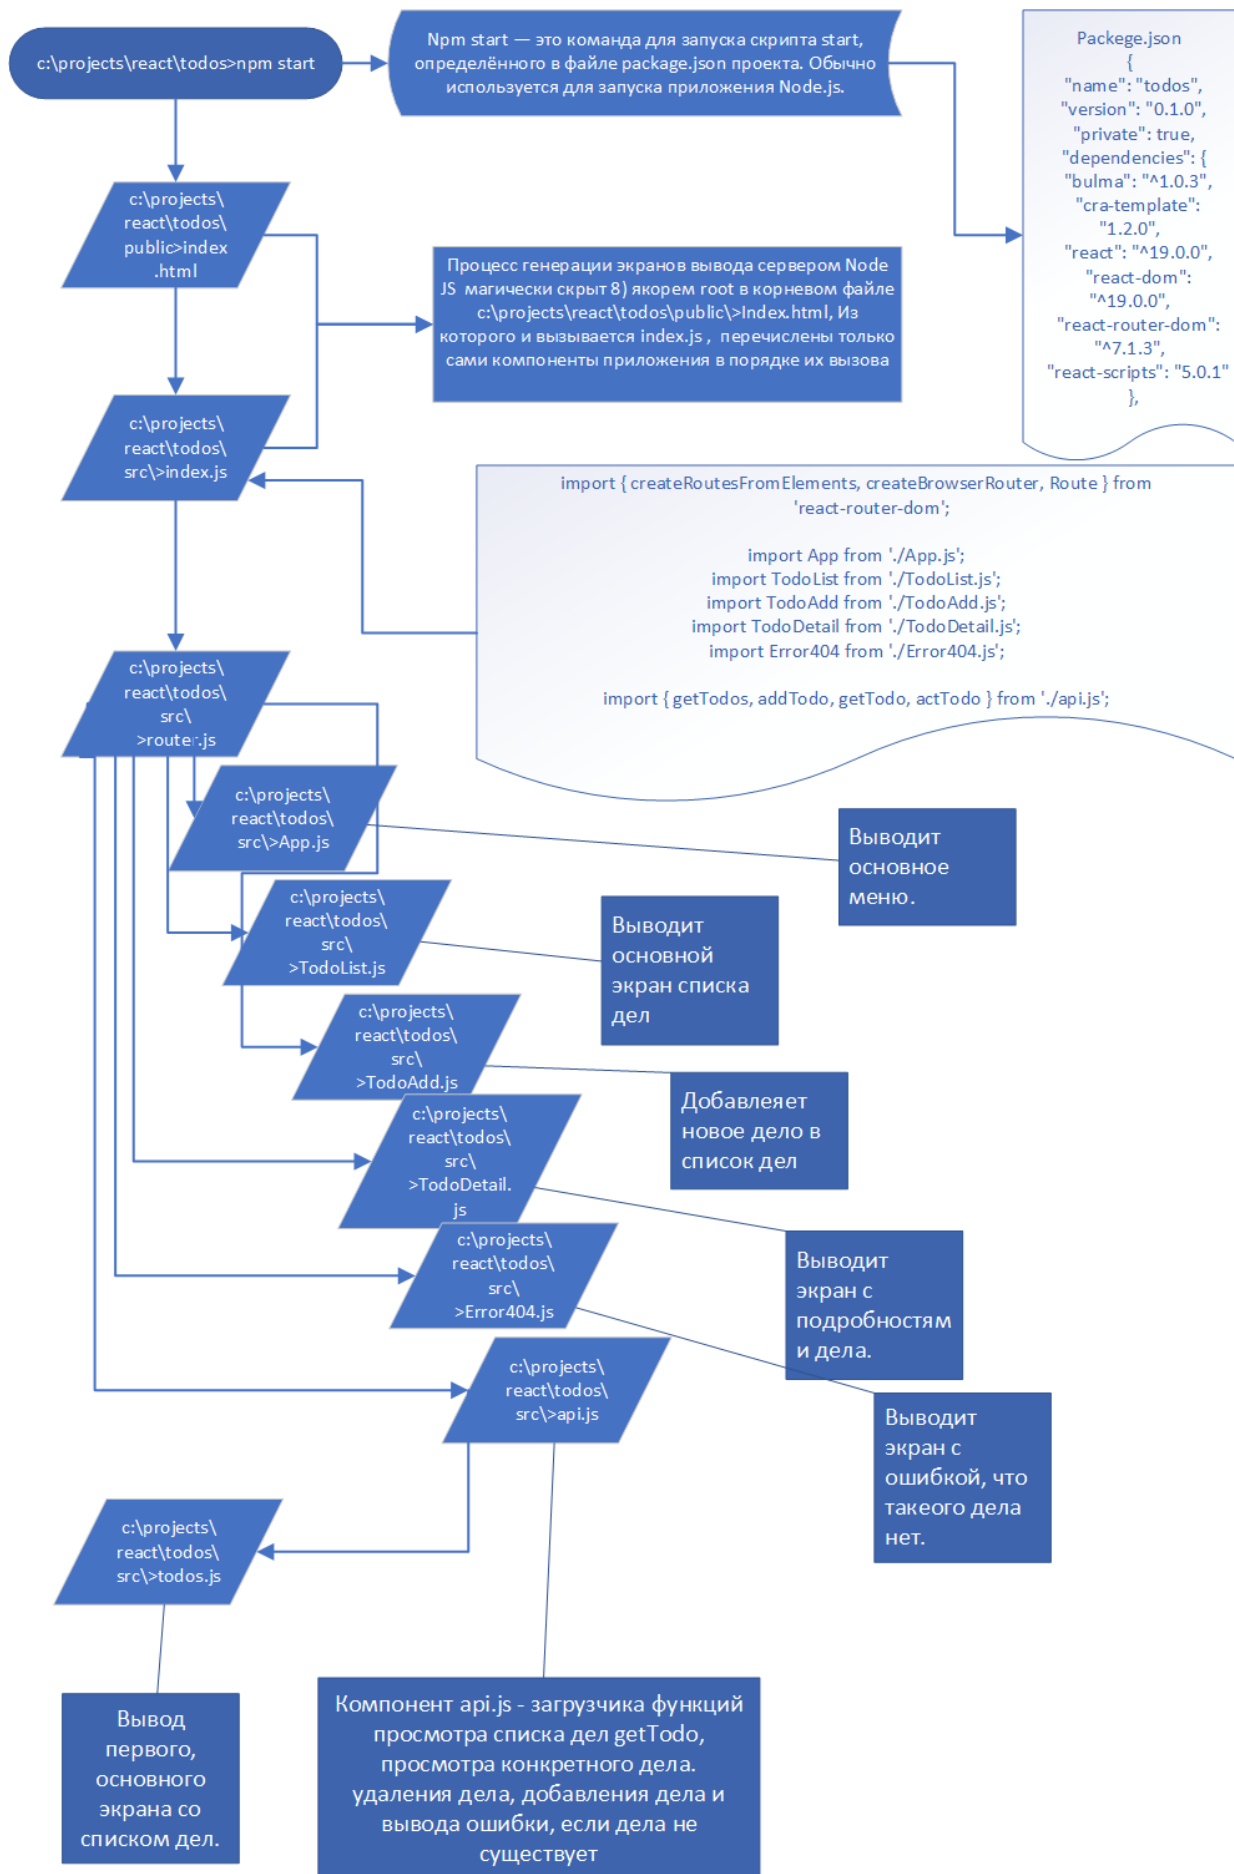 c:\projects\react\todos>npm start
Npm start — это команда для запуска скрипта start,
определённого в файле package.json проекта. Обычно
используется для запуска приложения Node.js.
Packege.json
{
"name": "todos",
"version": "0.1.0",
"private": true,
"dependencies": {
"bulma": "^1.0.3",
"cra-template":
"1.2.0",
"react": "^19.0.0",
"react-dom":
"^19.0.0",
"react-router-dom":
"^7.1.3",
"react-scripts": "5.0.1"
},
c:\projects\
react\todos\
public>index
.html
Процесс генерации экранов вывода сервером Node
JS магически скрыт 8) якорем root в корневом файле
c:\projects\react\todos\public\>Index.html, Из
которого и вызывается index.js , перечислены только
сами компоненты приложения в порядке их вызова
c:\projects\
react\todos\
src\>index.js
import { createRoutesFromElements, createBrowserRouter, Route } from
'react-router-dom';
import App from './App.js';
import TodoList from './TodoList.js';
import TodoAdd from './TodoAdd.js';
import TodoDetail from './TodoDetail.js';
import Error404 from './Error404.js';
import { getTodos, addTodo, getTodo, actTodo } from './api.js';
c:\projects\
react\todos\
src\
>router.js
c:\projects\
react\todos\
src\>App.js
Выводит
основное
меню.
c:\projects\
react\todos\
src\
>TodoList.js
Выводит
основной
экран списка
дел
c:\projects\
react\todos\
src\
>TodoAdd.js
Добавлеяет
новое дело в
список дел
c:\projects\
react\todos\
src\
>TodoDetail.
js
Выводит
экран с
подробностям
и дела.
c:\projects\
react\todos\
src\
>Error404.js
Выводит
экран с
ошибкой, что
такеого дела
нет.
c:\projects\
react\todos\
src\>api.js
c:\projects\
react\todos\
src\>todos.js
Вывод
первого,
основного
экрана со
списком дел.
Компонент api.js - загрузчика функций
просмотра списка дел getTodo,
просмотра конкретного дела.
удаления дела, добавления дела и
вывода ошибки, если дела не
существует